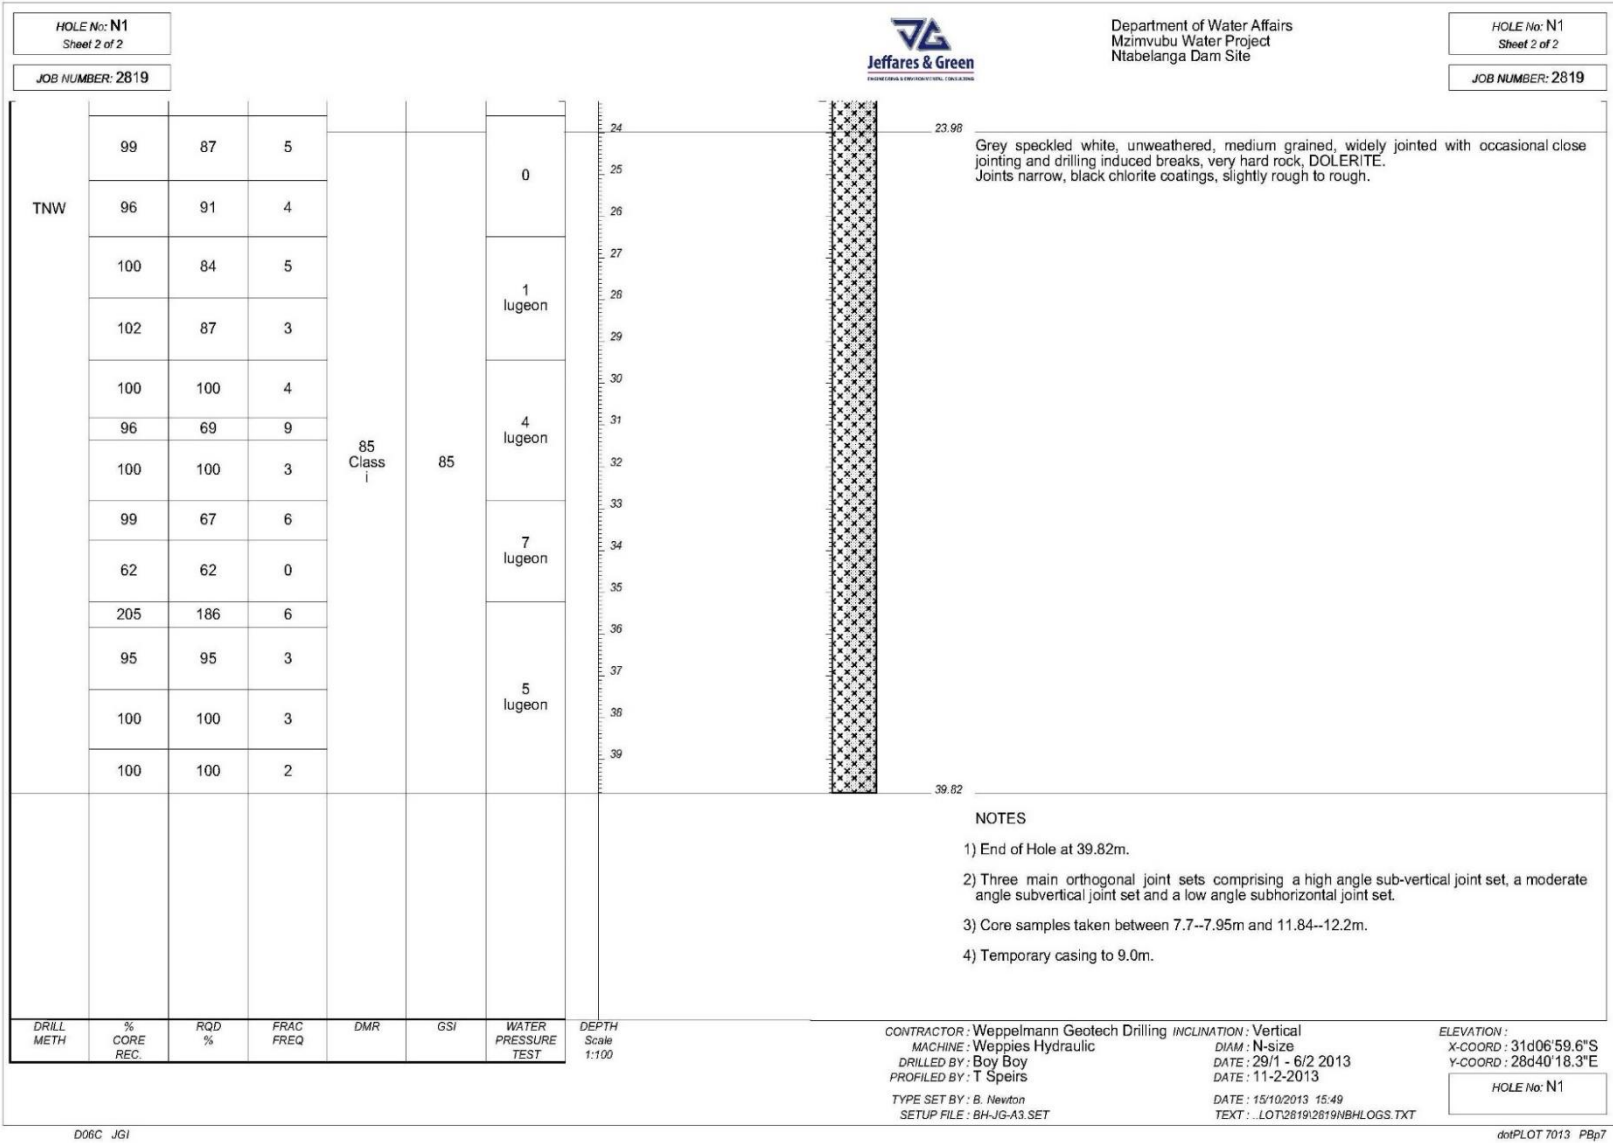 HOLE No: N1
Sheet 2 of 2
JOB NUMBER: 2819
JG
Jeffares & Green
ENGINEERING & ENVIRONMENTAL CONSULTING
Department of Water Affairs
Mzimvubu Water Project
Ntabelanga Dam Site
HOLE No: N1
Sheet 2 of 2
JOB NUMBER: 2819
TNW
99 87 5
96 91 4
100 84 5
102 87 3
100 100 4
96 69 9
100 100 3
99 67 6
62 62 0
205 186 6
95 95 3
100 100 3
100 100 2
85
Class
i
85
0
1
lugeon
4
lugeon
7
lugeon
5
lugeon
24
25
26
27
28
29
30
31
32
33
34
35
36
37
38
39
23.98
Grey speckled white, unweathered, medium grained, widely jointed with occasional close
jointing and drilling induced breaks, very hard rock, DOLERITE.
Joints narrow, black chlorite coatings, slightly rough to rough.
39.82
NOTES
1) End of Hole at 39.82m.
2) Three main orthogonal joint sets comprising a high angle sub-vertical joint set, a moderate
angle subvertical joint set and a low angle subhorizontal joint set.
3) Core samples taken between 7.7--7.95m and 11.84--12.2m.
4) Temporary casing to 9.0m.
DRILL
METH
%
CORE
REC.
RQD
%
FRAC
FREQ
DMR
GSI
WATER
PRESSURE
TEST
DEPTH
Scale
1:100
CONTRACTOR : Weppelmann Geotech Drilling
MACHINE : Weppies Hydraulic
DRILLED BY : Boy Boy
PROFILED BY : T Speirs
TYPE SET BY : B. Newton
SETUP FILE : BH-JG-A3.SET
INCLINATION : Vertical
DIAM : N-size
DATE : 29/1 - 6/2 2013
DATE : 11-2-2013
DATE : 15/10/2013 15:49
TEXT : ..LOT\2819\2819NBHLOGS.TXT
ELEVATION :
X-COORD : 31d06'59.6"S
Y-COORD : 28d40'18.3"E
HOLE No: N1
D06C JGI
dotPLOT 7013 PBp7